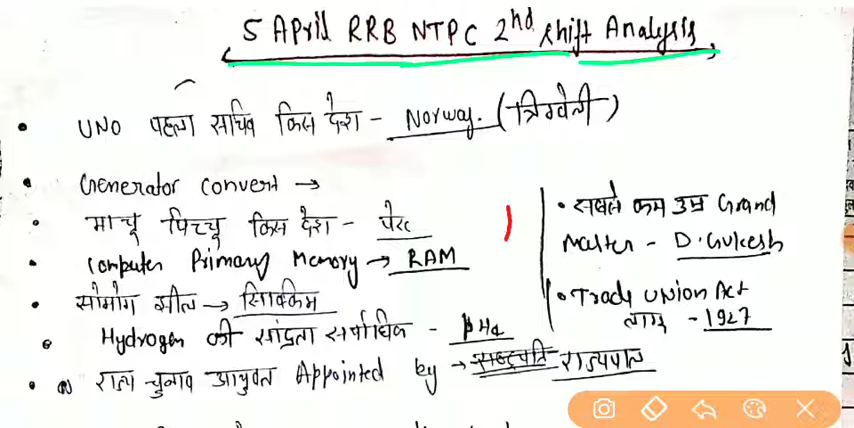 5 April RRB NTPC 2nd Shift Analysis
• UNO पहला सचिव किस देश - Norway. (त्रिग्वेली)
• Generator convert →
• माचू पिच्चू किस देश - पेरू
• Computer Primary Memory → RAM
• सोमोंग झील → सिक्किम
• Hydrogen की सांद्रता सर्वाधिक -
• राज्य चुनाव आयुक्त Appointed by → राष्ट्रपति राज्यपाल
• सबसे कम उम्र Grand
Master - D. Gukesh
• Trade Union Act
लागू - 1927